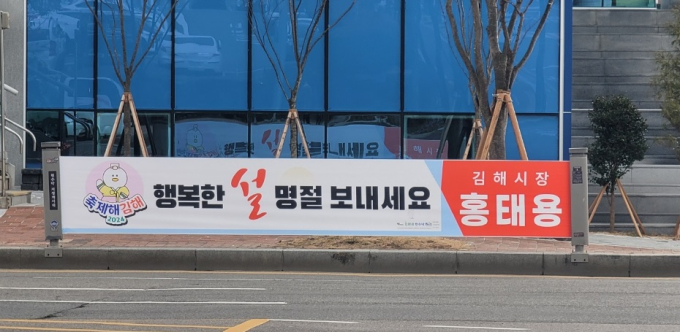 축제해김해
2024
행복한 설 명절 보내세요
김해시장
홍태용